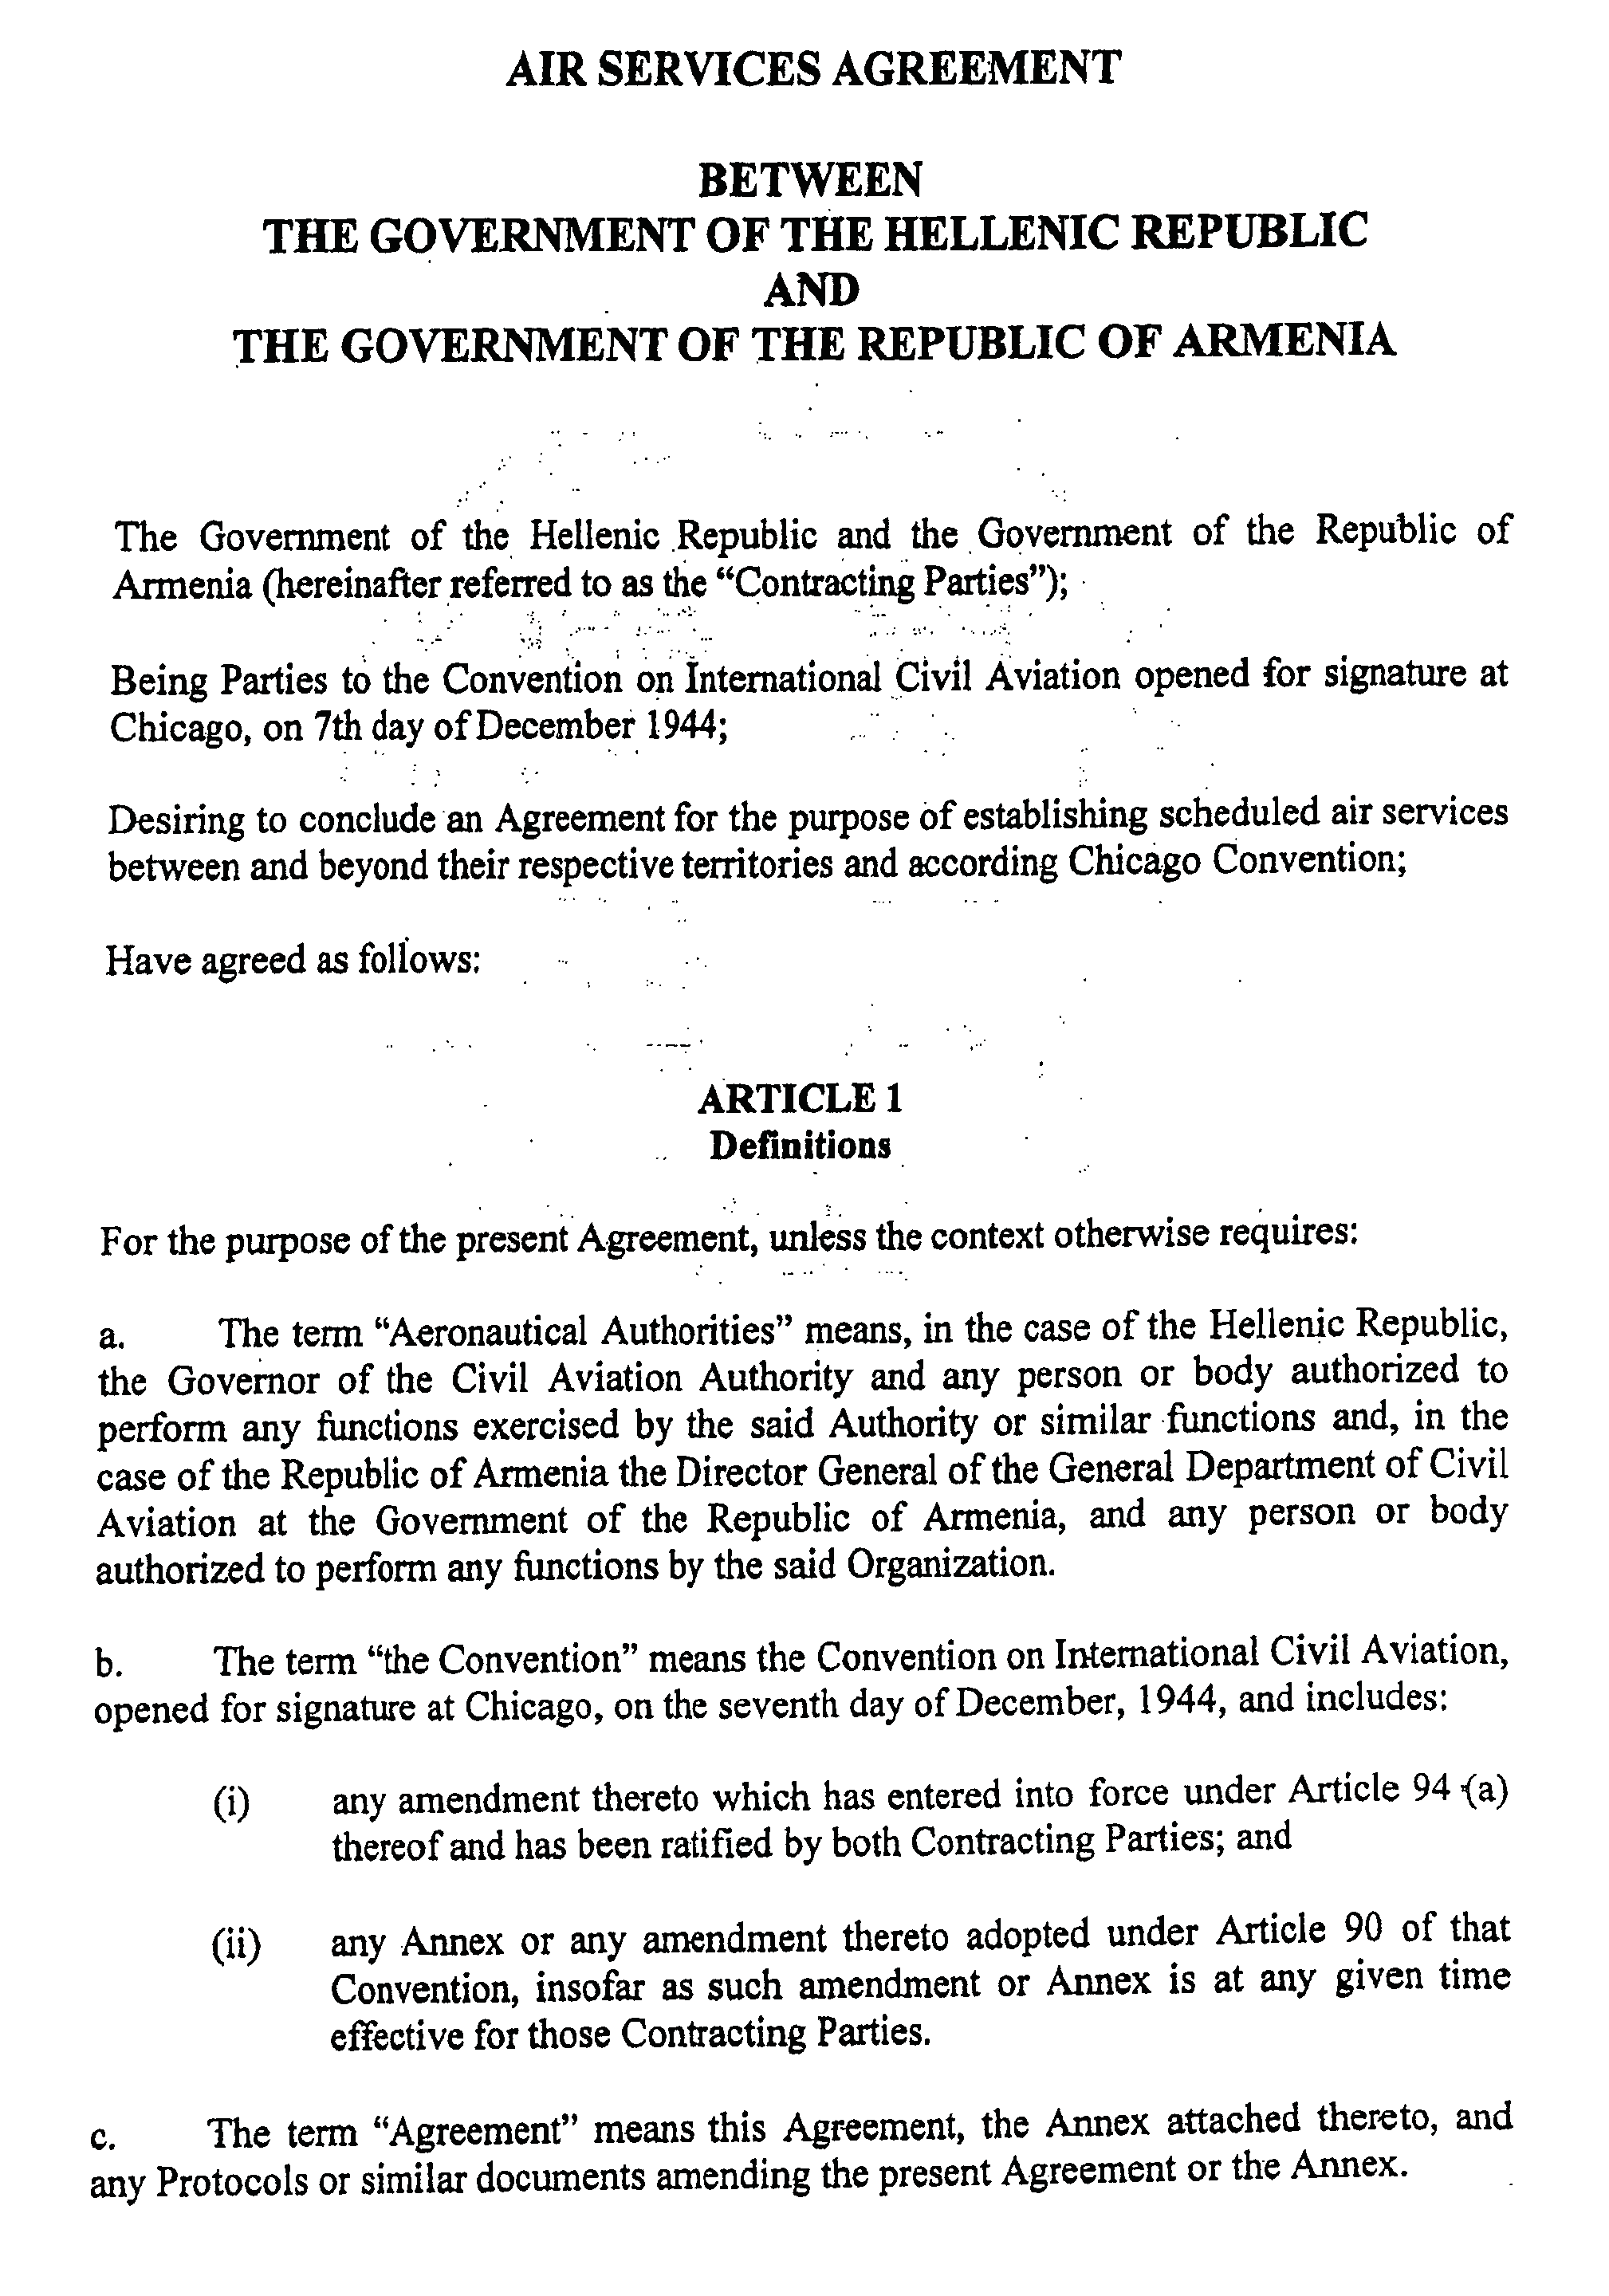 AIR SERVICES AGREEMENT
BETWEEN
THE GOVERNMENT OF THE HELLENIC REPUBLIC
AND
THE GOVERNMENT OF THE REPUBLIC OF ARMENIA
The Government of the Hellenic Republic and the Government of the Republic of
Armenia (hereinafter referred to as the “Contracting Parties”);
Being Parties to the Convention on International Civil Aviation opened for signature at
Chicago, on 7th day of December 1944;
Desiring to conclude an Agreement for the purpose of establishing scheduled air services
between and beyond their respective territories and according Chicago Convention;
Have agreed as follows:
ARTICLE 1
Definitions
For the purpose of the present Agreement, unless the context otherwise requires:
a. The term “Aeronautical Authorities” means, in the case of the Hellenic Republic,
the Governor of the Civil Aviation Authority and any person or body authorized to
perform any functions exercised by the said Authority or similar functions and, in the
case of the Republic of Armenia the Director General of the General Department of Civil
Aviation at the Government of the Republic of Armenia, and any person or body
authorized to perform any functions by the said Organization.
b. The term “the Convention” means the Convention on International Civil Aviation,
opened for signature at Chicago, on the seventh day of December, 1944, and includes:
(i) any amendment thereto which has entered into force under Article 94 (a)
thereof and has been ratified by both Contracting Parties; and
(ii) any Annex or any amendment thereto adopted under Article 90 of that
Convention, insofar as such amendment or Annex is at any given time
effective for those Contracting Parties.
c. The term “Agreement” means this Agreement, the Annex attached thereto, and
any Protocols or similar documents amending the present Agreement or the Annex.